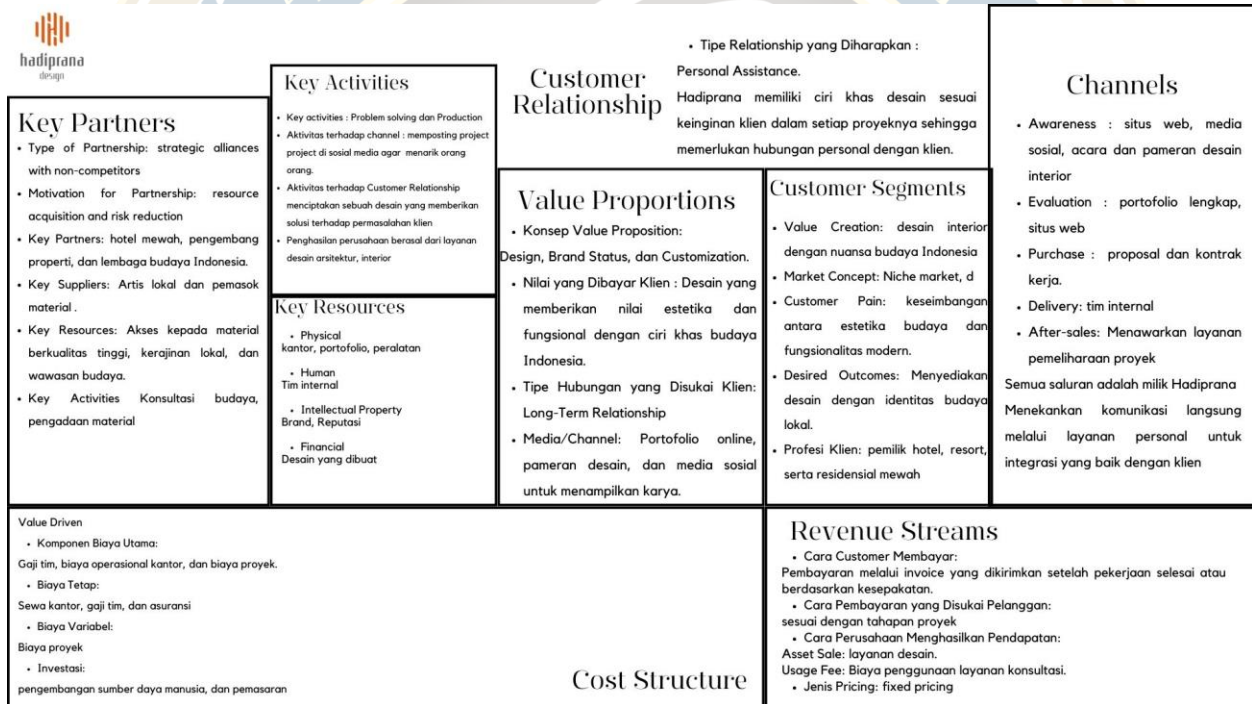 hadiprana
design
Key Partners
• Type of Partnership: strategic alliances
with non-competitors
• Motivation for Partnership: resource
acquisition and risk reduction
• Key Partners: hotel mewah, pengembang
properti, dan lembaga budaya Indonesia.
• Key Suppliers: Artis lokal dan pemasok
material .
• Key Resources: Akses kepada material
berkualitas tinggi, kerajinan lokal, dan
wawasan budaya.
• Key Activities Konsultasi budaya,
pengadaan material
Key Activities
• Key activities : Problem solving dan Production
• Aktivitas terhadap channel : memposting project
project di sosial media agar menarik orang
orang.
• Aktivitas terhadap Customer Relationship
menciptakan sebuah desain yang memberikan
solusi terhadap permasalahan klien
• Penghasilan perusahaan berasal dari layanan
desain arsitektur, interior
Key Resources
• Physical
kantor, portofolio, peralatan
• Human
Tim internal
• Intellectual Property
Brand, Reputasi
• Financial
Desain yang dibuat
Customer
Relationship
• Tipe Relationship yang Diharapkan :
Personal Assistance.
Hadiprana memiliki ciri khas desain sesuai
keinginan klien dalam setiap proyeknya sehingga
memerlukan hubungan personal dengan klien.
Value Proportions
• Konsep Value Proposition:
Design, Brand Status, dan Customization.
• Nilai yang Dibayar Klien : Desain yang
memberikan nilai estetika dan
fungsional dengan ciri khas budaya
Indonesia.
• Tipe Hubungan yang Disukai Klien:
Long-Term Relationship
• Media/Channel: Portofolio online,
pameran desain, dan media sosial
untuk menampilkan karya.
Customer Segments
• Value Creation: desain interior
dengan nuansa budaya Indonesia
• Market Concept: Niche market, d
• Customer Pain: keseimbangan
antara estetika budaya dan
fungsionalitas modern.
• Desired Outcomes: Menyediakan
desain dengan identitas budaya
lokal.
• Profesi Klien: pemilik hotel, resort,
serta residensial mewah
Channels
• Awareness : situs web, media
sosial, acara dan pameran desain
interior
• Evaluation : portofolio lengkap,
situs web
• Purchase : proposal dan kontrak
kerja.
• Delivery: tim internal
• After-sales: Menawarkan layanan
pemeliharaan proyek
Semua saluran adalah milik Hadiprana
Menekankan komunikasi langsung
melalui layanan personal untuk
integrasi yang baik dengan klien
Value Driven
• Komponen Biaya Utama:
Gaji tim, biaya operasional kantor, dan biaya proyek.
• Biaya Tetap:
Sewa kantor, gaji tim, dan asuransi
• Biaya Variabel:
Biaya proyek
• Investasi:
pengembangan sumber daya manusia, dan pemasaran
Cost Structure
Revenue Streams
• Cara Customer Membayar:
Pembayaran melalui invoice yang dikirimkan setelah pekerjaan selesai atau
berdasarkan kesepakatan.
• Cara Pembayaran yang Disukai Pelanggan:
sesuai dengan tahapan proyek
• Cara Perusahaan Menghasilkan Pendapatan:
Asset Sale: layanan desain.
Usage Fee: Biaya penggunaan layanan konsultasi.
• Jenis Pricing: fixed pricing